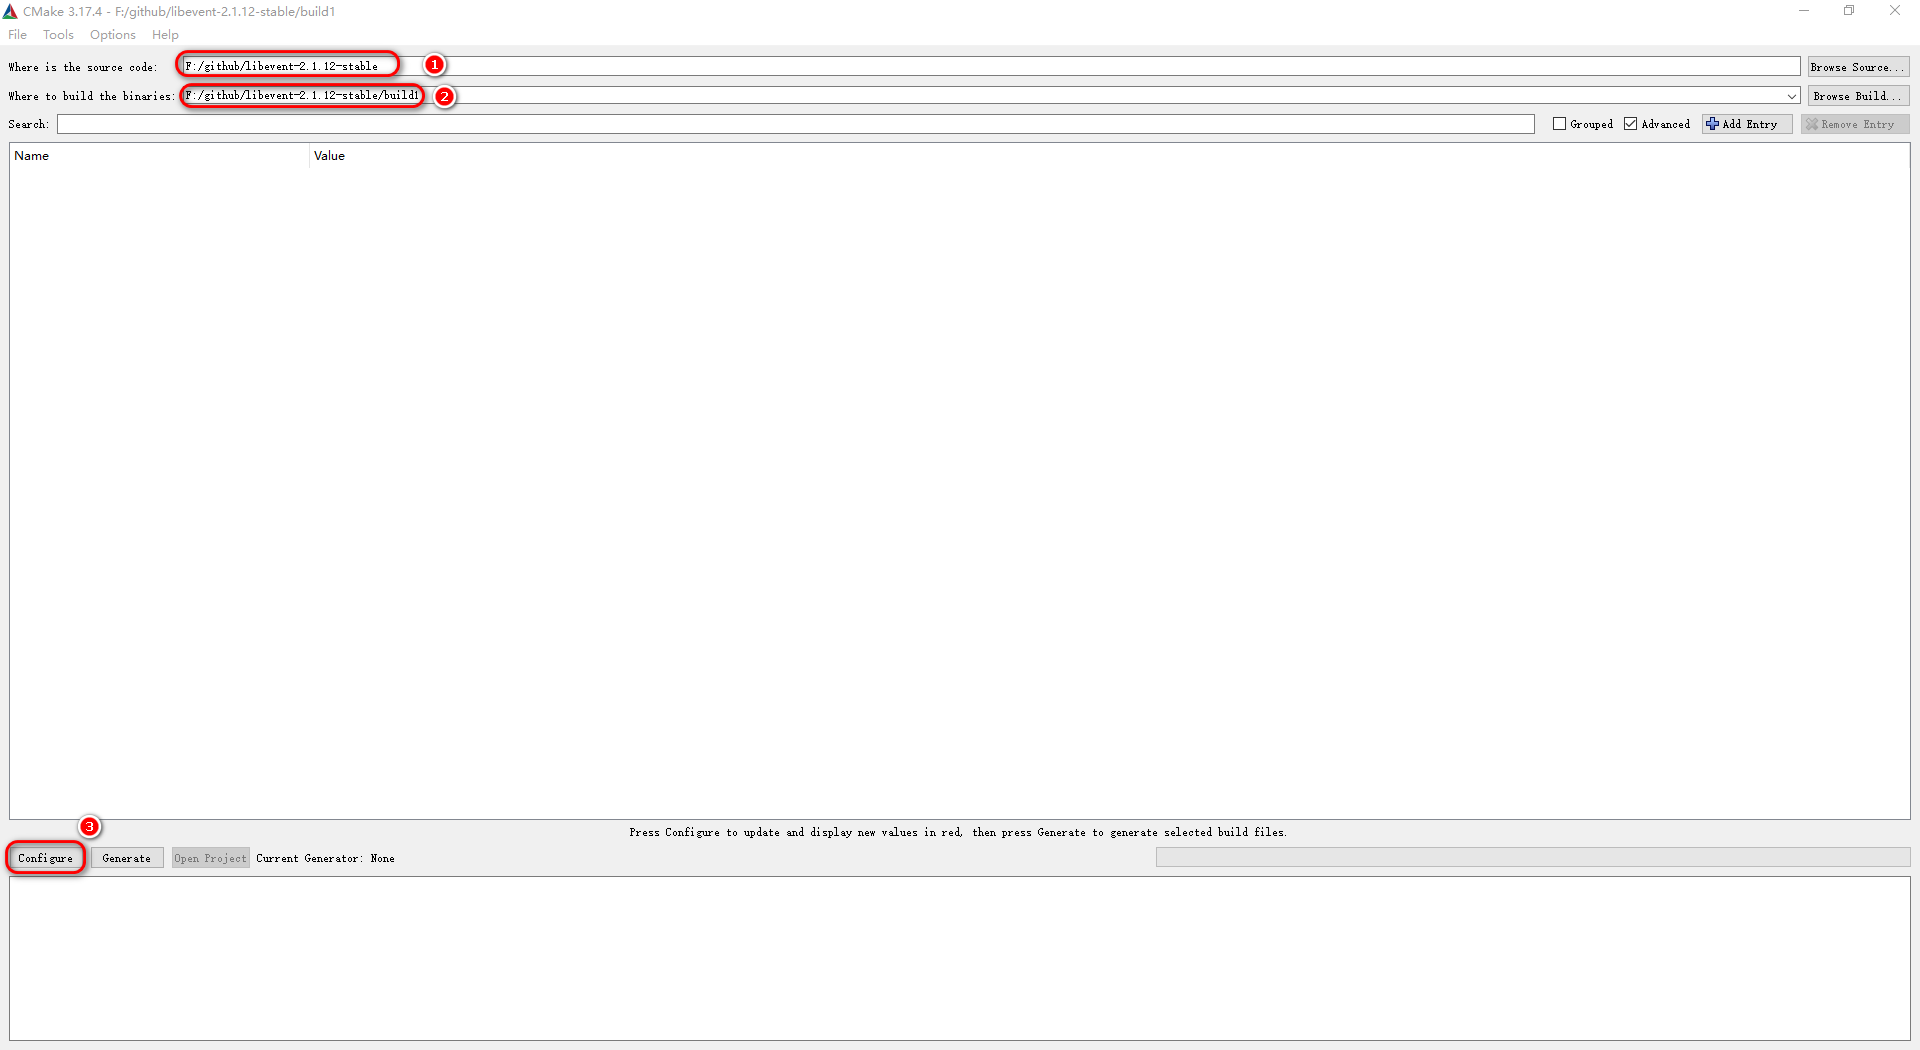 CMake 3.17.4 - F:/github/libevent-2.1.12-stable/build1
File Tools Options Help
Where is the source code: F:/github/libevent-2.1.12-stable 1 Browse Source...
Where to build the binaries: F:/github/libevent-2.1.12-stable/build1 2 Browse Build...
Search: Grouped Advanced Add Entry Remove Entry
Name Value
3
Press Configure to update and display new values in red, then press Generate to generate selected build files.
Configure Generate Open Project Current Generator: None